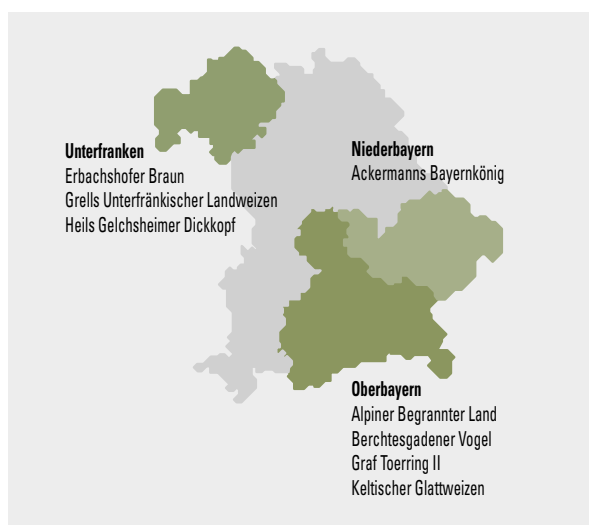 Unterfranken
Erbachshofer Braun
Grells Unterfränkischer Landweizen
Heils Gelchsheimer Dickkopf
Niederbayern
Ackermanns Bayernkönig
Oberbayern
Alpiner Begrannter Land
Berchtesgadener Vogel
Graf Toerring II
Keltischer Glattweizen